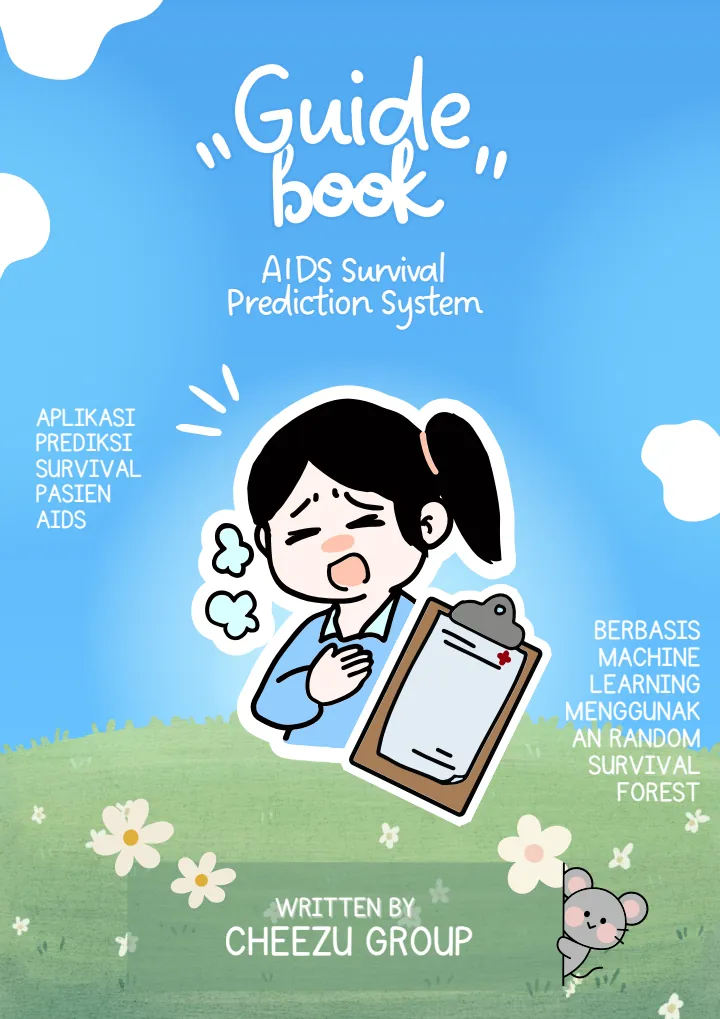 "Guide
book"
AIDS Survival
Prediction System
APLIKASI
PREDIKSI
SURVIVAL
PASIEN
AIDS
BERBASIS
MACHINE
LEARNING
MENGGUNAK
AN RANDOM
SURVIVAL
FOREST
WRITTEN BY
CHEEZU GROUP